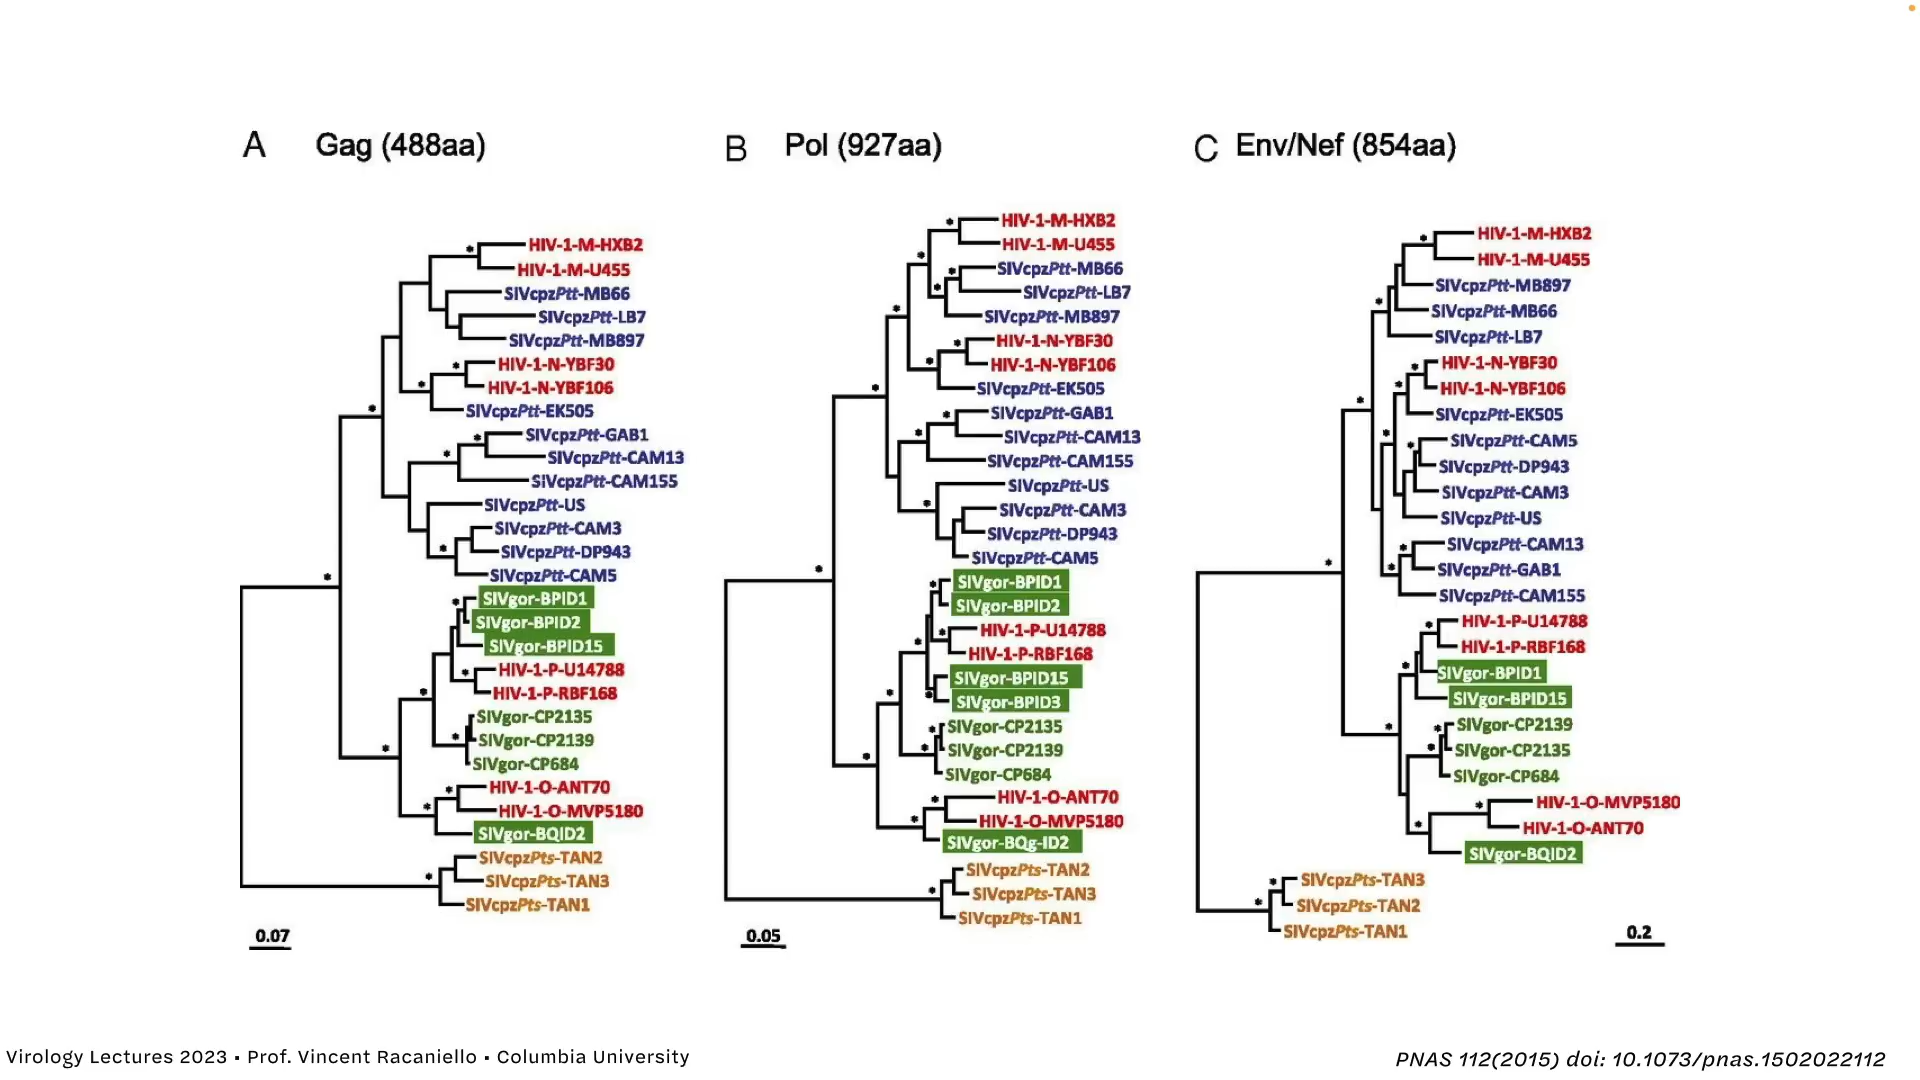 A Gag (488aa)
HIV-1-M-HXB2
HIV-1-M-U455
SIVcpzPtt-MB66
SIVcpzPtt-LB7
SIVcpzPtt-MB897
HIV-1-N-YBF30
HIV-1-N-YBF106
SIVcpzPtt-EK505
SIVcpzPtt-GAB1
SIVcpzPtt-CAM13
SIVcpzPtt-CAM155
SIVcpzPtt-US
SIVcpzPtt-CAM3
SIVcpzPtt-DP943
SIVcpzPtt-CAM5
SIVgor-BPID1
SIVgor-BPID2
SIVgor-BPID15
HIV-1-P-U14788
HIV-1-P-RBF168
SIVgor-CP2135
SIVgor-CP2139
SIVgor-CP684
HIV-1-O-ANT70
HIV-1-O-MVP5180
SIVgor-BQID2
SIVcpzPts-TAN2
SIVcpzPts-TAN3
SIVcpzPts-TAN1
0.07
B Pol (927aa)
HIV-1-M-HXB2
HIV-1-M-U455
SIVcpzPtt-MB66
SIVcpzPtt-LB7
SIVcpzPtt-MB897
HIV-1-N-YBF30
HIV-1-N-YBF106
SIVcpzPtt-EK505
SIVcpzPtt-GAB1
SIVcpzPtt-CAM13
SIVcpzPtt-CAM155
SIVcpzPtt-US
SIVcpzPtt-CAM3
SIVcpzPtt-DP943
SIVcpzPtt-CAM5
SIVgor-BPID1
SIVgor-BPID2
HIV-1-P-U14788
HIV-1-P-RBF168
SIVgor-BPID15
SIVgor-BPID3
SIVgor-CP2135
SIVgor-CP2139
SIVgor-CP684
HIV-1-O-ANT70
HIV-1-O-MVP5180
SIVgor-BQg-ID2
SIVcpzPts-TAN2
SIVcpzPts-TAN3
SIVcpzPts-TAN1
0.05
C Env/Nef (854aa)
HIV-1-M-HXB2
HIV-1-M-U455
SIVcpzPtt-MB897
SIVcpzPtt-MB66
SIVcpzPtt-LB7
HIV-1-N-YBF30
HIV-1-N-YBF106
SIVcpzPtt-EK505
SIVcpzPtt-CAM5
SIVcpzPtt-DP943
SIVcpzPtt-CAM3
SIVcpzPtt-US
SIVcpzPtt-CAM13
SIVcpzPtt-GAB1
SIVcpzPtt-CAM155
HIV-1-P-U14788
HIV-1-P-RBF168
SIVgor-BPID1
SIVgor-BPID15
SIVgor-CP2139
SIVgor-CP2135
SIVgor-CP684
HIV-1-O-MVP5180
HIV-1-O-ANT70
SIVgor-BQID2
SIVcpzPts-TAN3
SIVcpzPts-TAN2
SIVcpzPts-TAN1
0.2
Virology Lectures 2023 • Prof. Vincent Racaniello • Columbia University
PNAS 112(2015) doi: 10.1073/pnas.1502022112